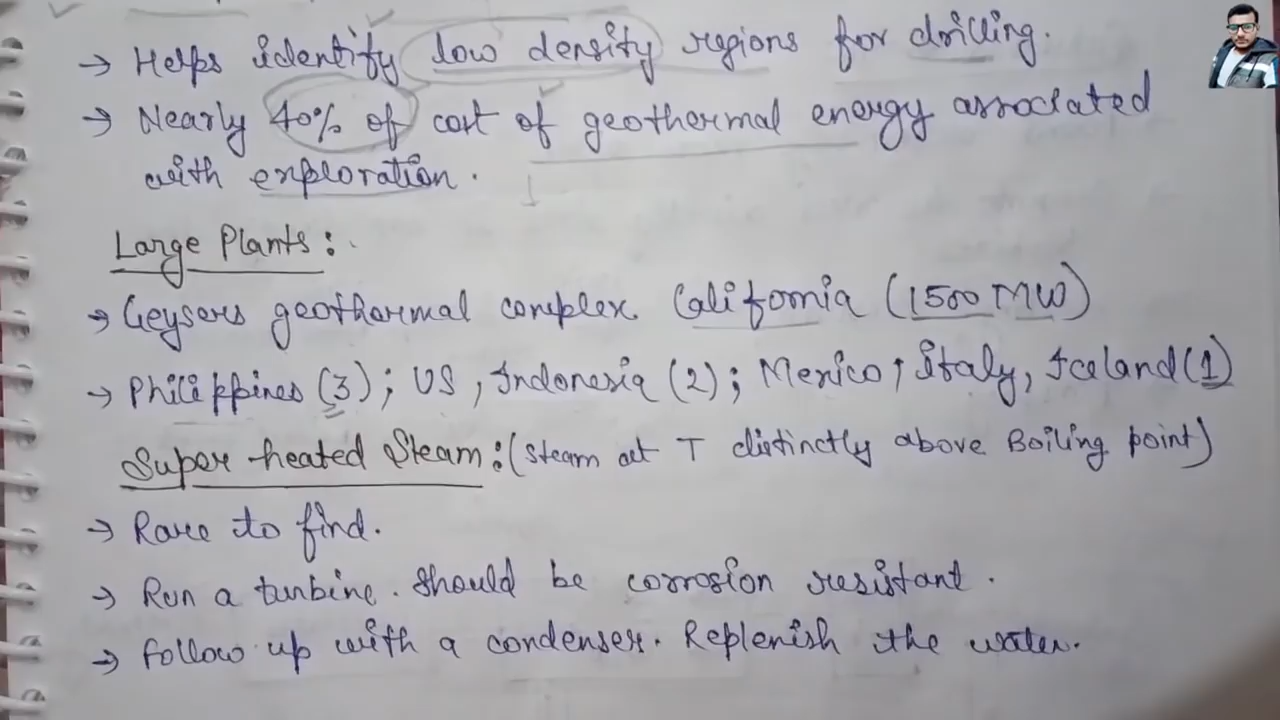 → Helps identify low density regions for drilling.
→ Nearly 40% of cost of geothermal energy associated
with exploration.
Large Plants:
→ Geysers geothermal complex California (1500 MW)
→ Philippines (3); US, Indonesia (2); Mexico, Italy, Iceland (1)
Super heated Steam: (Steam at T distinctly above Boiling point)
→ Rare to find.
→ Run a turbine. Should be corrosion resistant.
→ Follow up with a condenser. Replenish the water.